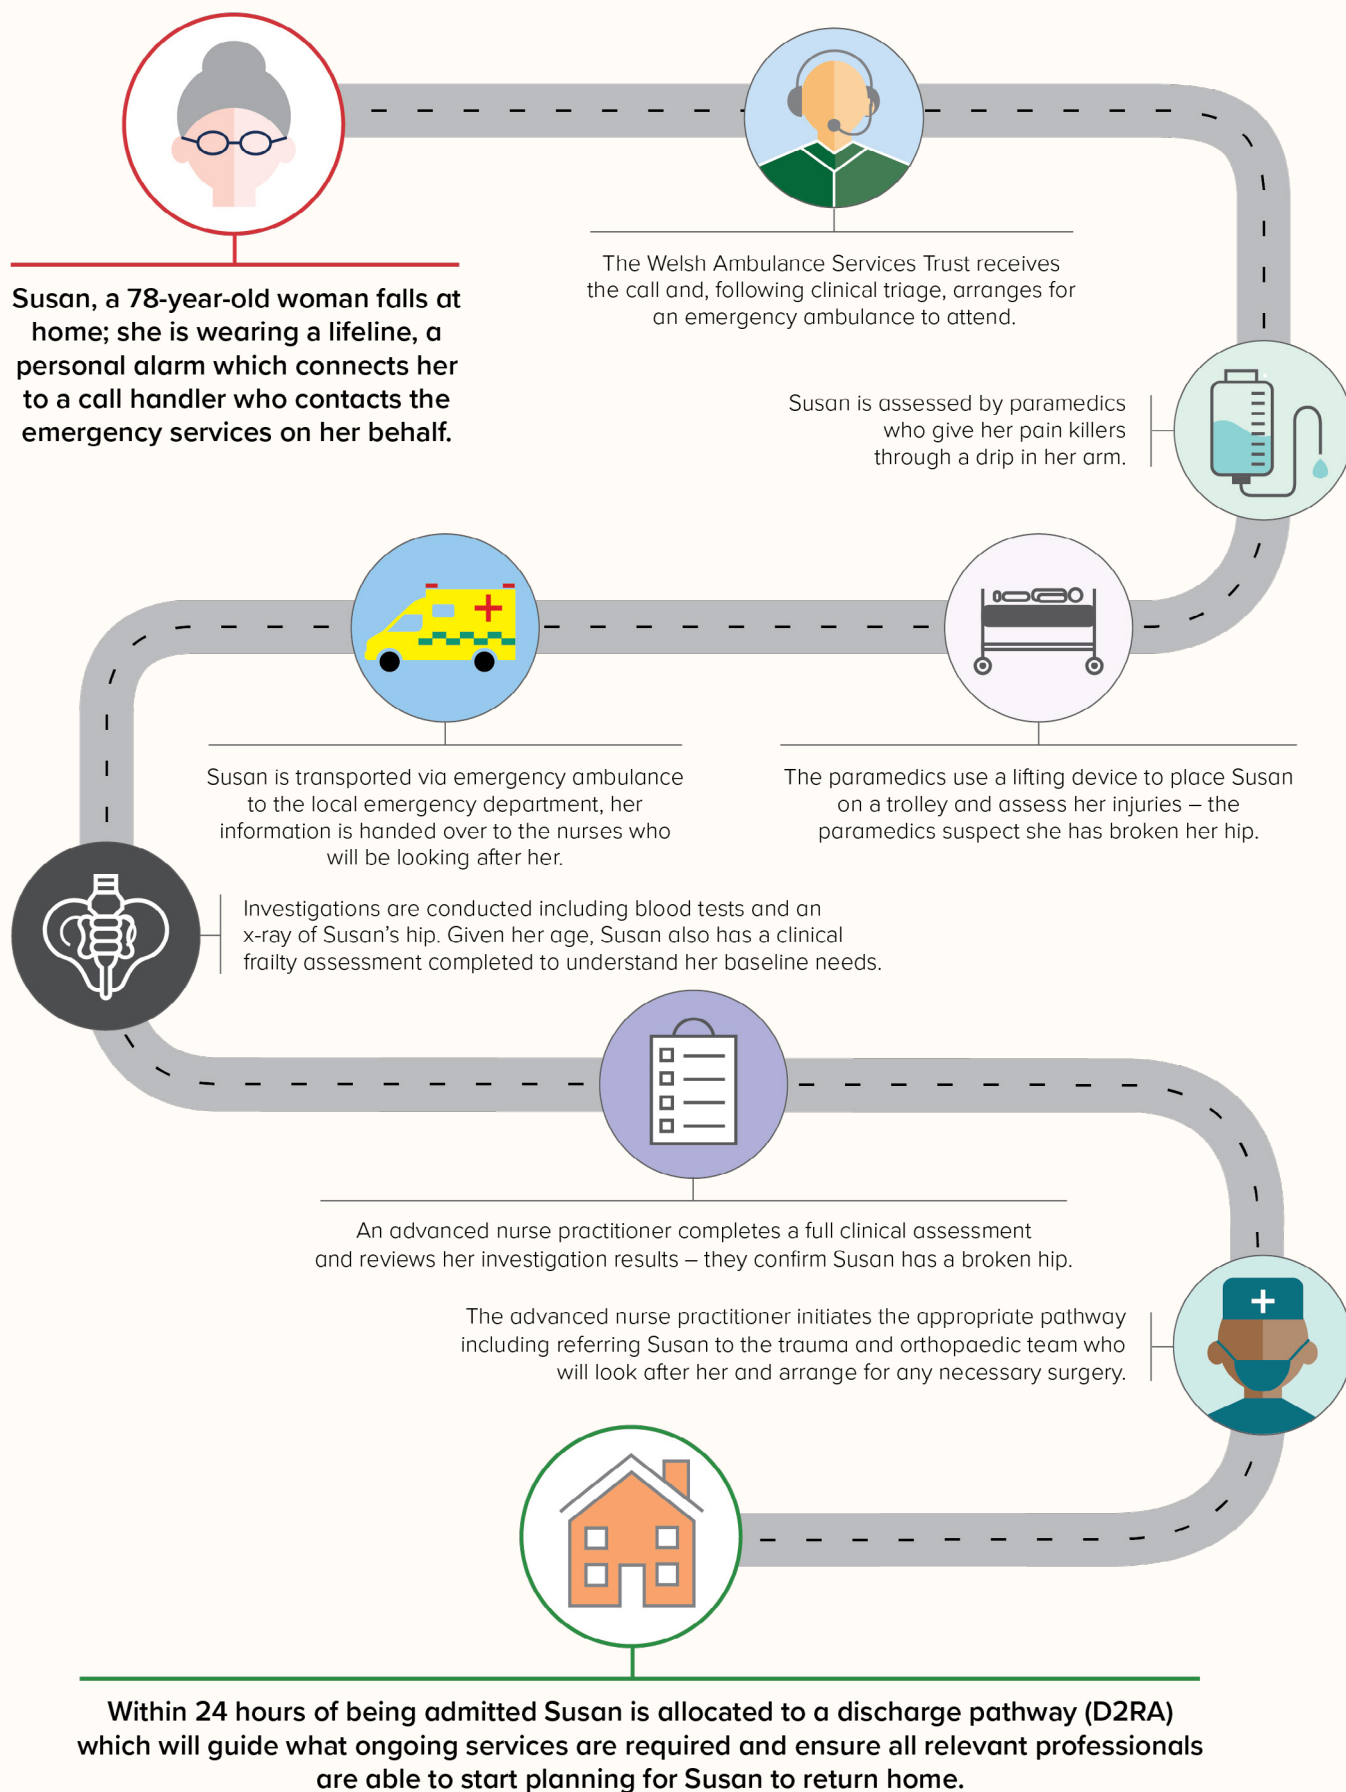 Susan, a 78-year-old woman falls at
home; she is wearing a lifeline, a
personal alarm which connects her
to a call handler who contacts the
emergency services on her behalf.
The Welsh Ambulance Services Trust receives
the call and, following clinical triage, arranges for
an emergency ambulance to attend.
Susan is assessed by paramedics
who give her pain killers
through a drip in her arm.
The paramedics use a lifting device to place Susan
on a trolley and assess her injuries – the
paramedics suspect she has broken her hip.
Susan is transported via emergency ambulance
to the local emergency department, her
information is handed over to the nurses who
will be looking after her.
Investigations are conducted including blood tests and an
x-ray of Susan’s hip. Given her age, Susan also has a clinical
frailty assessment completed to understand her baseline needs.
An advanced nurse practitioner completes a full clinical assessment
and reviews her investigation results – they confirm Susan has a broken hip.
The advanced nurse practitioner initiates the appropriate pathway
including referring Susan to the trauma and orthopaedic team who
will look after her and arrange for any necessary surgery.
Within 24 hours of being admitted Susan is allocated to a discharge pathway (D2RA)
which will guide what ongoing services are required and ensure all relevant professionals
are able to start planning for Susan to return home.